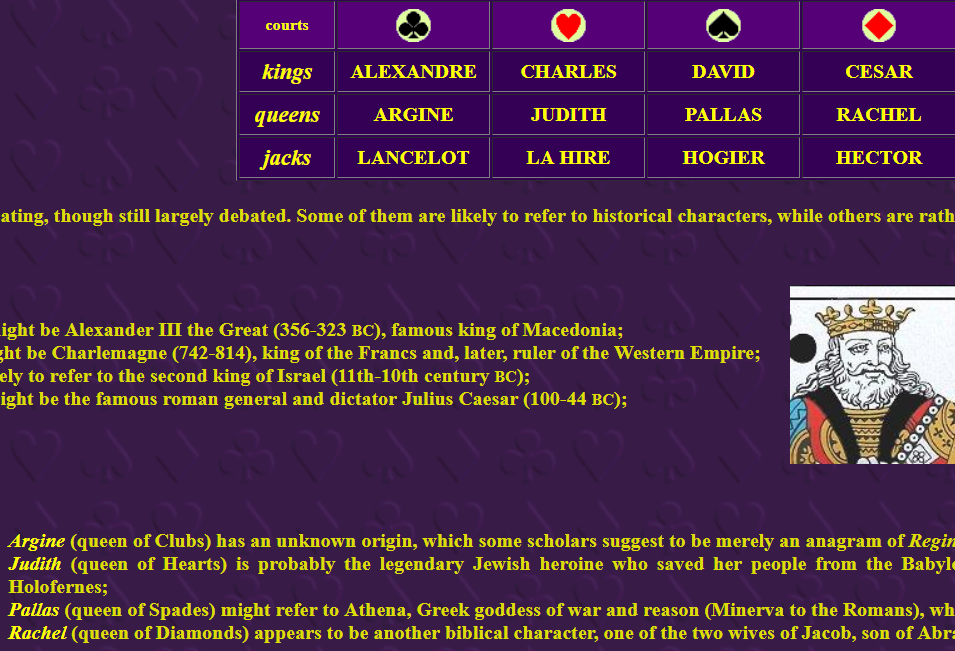 courts
kings ALEXANDRE CHARLES DAVID CESAR
queens ARGINE JUDITH PALLAS RACHEL
jacks LANCELOT LA HIRE HOGIER HECTOR
ating, though still largely debated. Some of them are likely to refer to historical characters, while others are rath
ight be Alexander III the Great (356-323 BC), famous king of Macedonia;
ght be Charlemagne (742-814), king of the Francs and, later, ruler of the Western Empire;
ely to refer to the second king of Israel (11th-10th century BC);
ight be the famous roman general and dictator Julius Caesar (100-44 BC);
Argine (queen of Clubs) has an unknown origin, which some scholars suggest to be merely an anagram of Regin
Judith (queen of Hearts) is probably the legendary Jewish heroine who saved her people from the Babyl
Holofernes;
Pallas (queen of Spades) might refer to Athena, Greek goddess of war and reason (Minerva to the Romans), wh
Rachel (queen of Diamonds) appears to be another biblical character, one of the two wives of Jacob, son of Abra